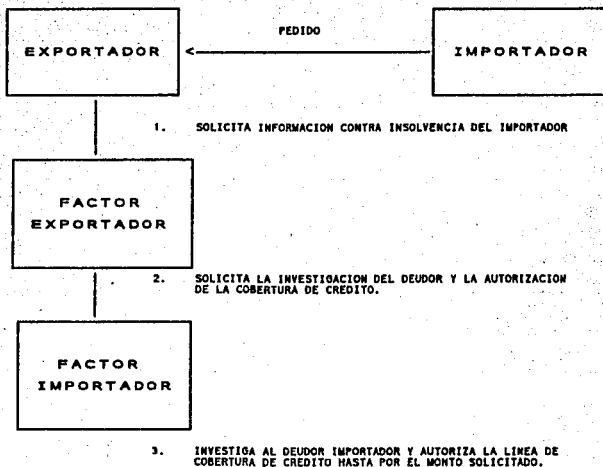 PEDIDO
EXPORTADOR
IMPORTADOR
1. SOLICITA INFORMACION CONTRA INSOLVENCIA DEL IMPORTADOR
FACTOR
EXPORTADOR
2. SOLICITA LA INVESTIGACION DEL DEUDOR Y LA AUTORIZACION
DE LA COBERTURA DE CREDITO.
FACTOR
IMPORTADOR
3. INVESTIGA AL DEUDOR IMPORTADOR Y AUTORIZA LA LINEA DE
COBERTURA DE CREDITO HASTA POR EL MONTO SOLICITADO.